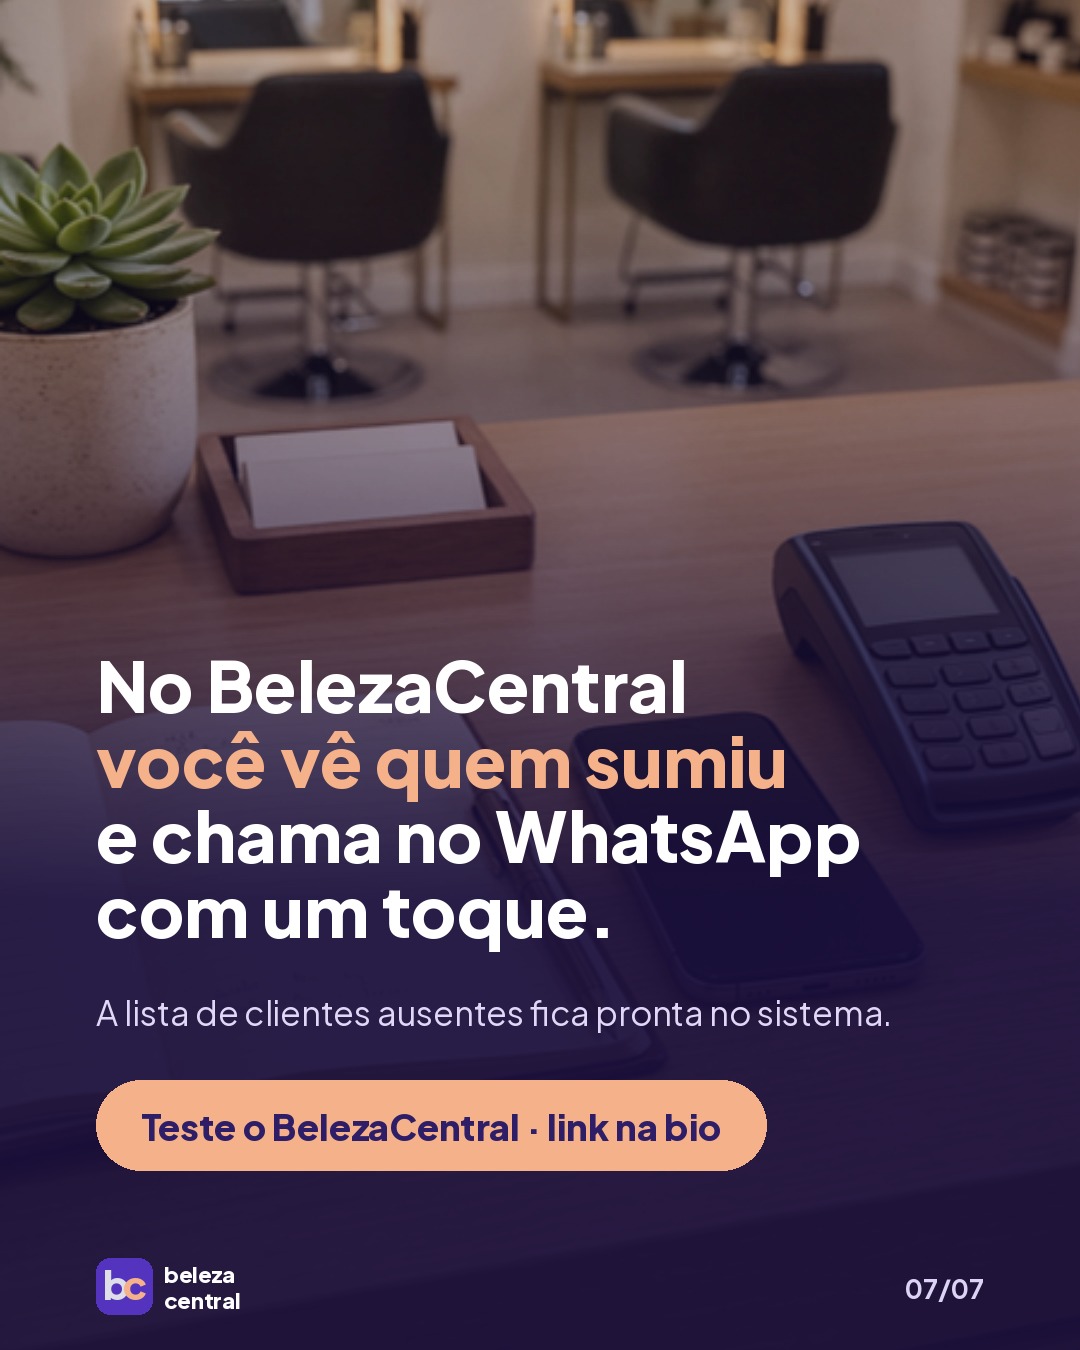 No BelezaCentral
você vê quem sumiu
e chama no WhatsApp
com um toque.
A lista de clientes ausentes fica pronta no sistema.
Teste o BelezaCentral · link na bio
bc
beleza
central
07/07